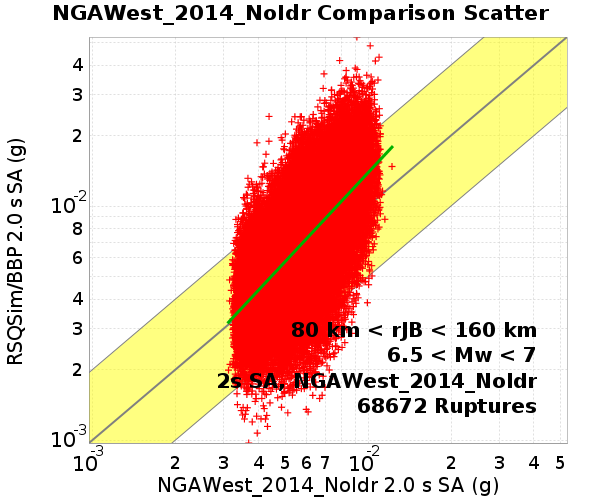 NGAWest_2014_NoIdr Comparison Scatter
RSQSim/BBP 2.0 s SA (g)
4
3
2
10-2
8
6
4
3
2
10-3
80 km < rJB < 160 km
6.5 < Mw < 7
2s SA, NGAWest_2014_NoIdr
68672 Ruptures
10-3 2 3 4 5 6 7 10-2 2 3 4 5
NGAWest_2014_NoIdr 2.0 s SA (g)